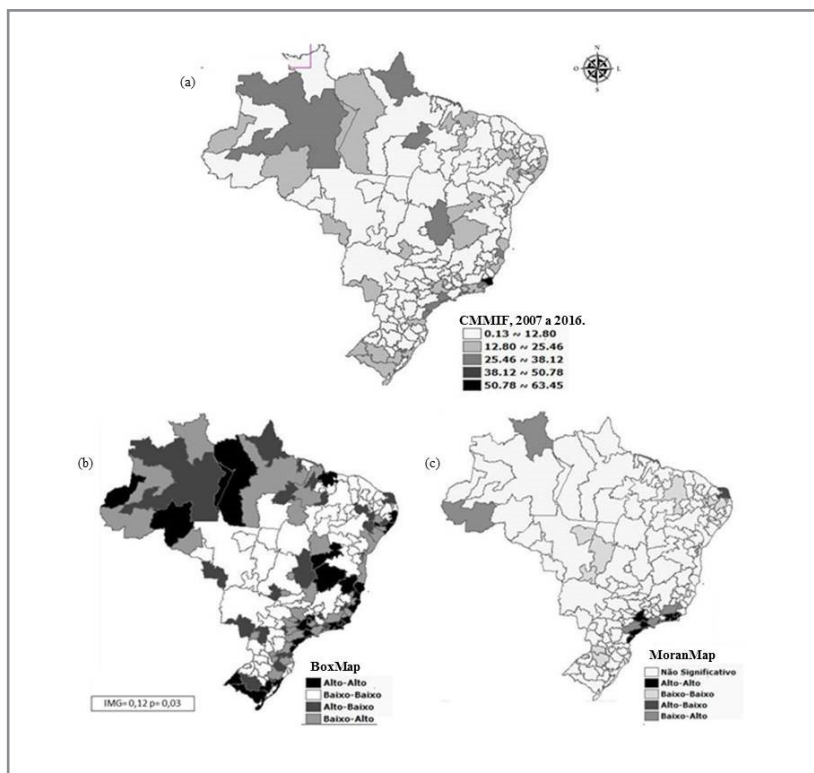 (a)
N
O
L
S
CMMIF, 2007 a 2016.
0.13 ~ 12.80
12.80 ~ 25.46
25.46 ~ 38.12
38.12 ~ 50.78
50.78 ~ 63.45
(b)
BoxMap
Alto-Alto
Baixo-Baixo
Alto-Baixo
Baixo-Alto
IMG= 0,12 p= 0,03
(c)
MoranMap
Não Significativo
Alto-Alto
Baixo-Baixo
Alto-Baixo
Baixo-Alto